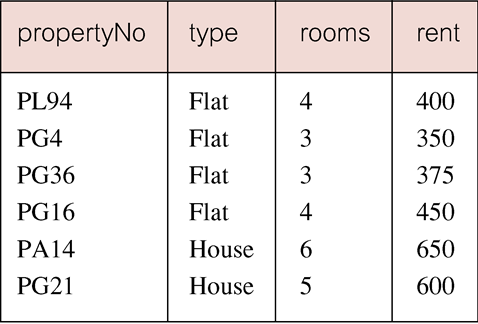 propertyNo type rooms rent
PL94 Flat 4 400
PG4 Flat 3 350
PG36 Flat 3 375
PG16 Flat 4 450
PA14 House 6 650
PG21 House 5 600